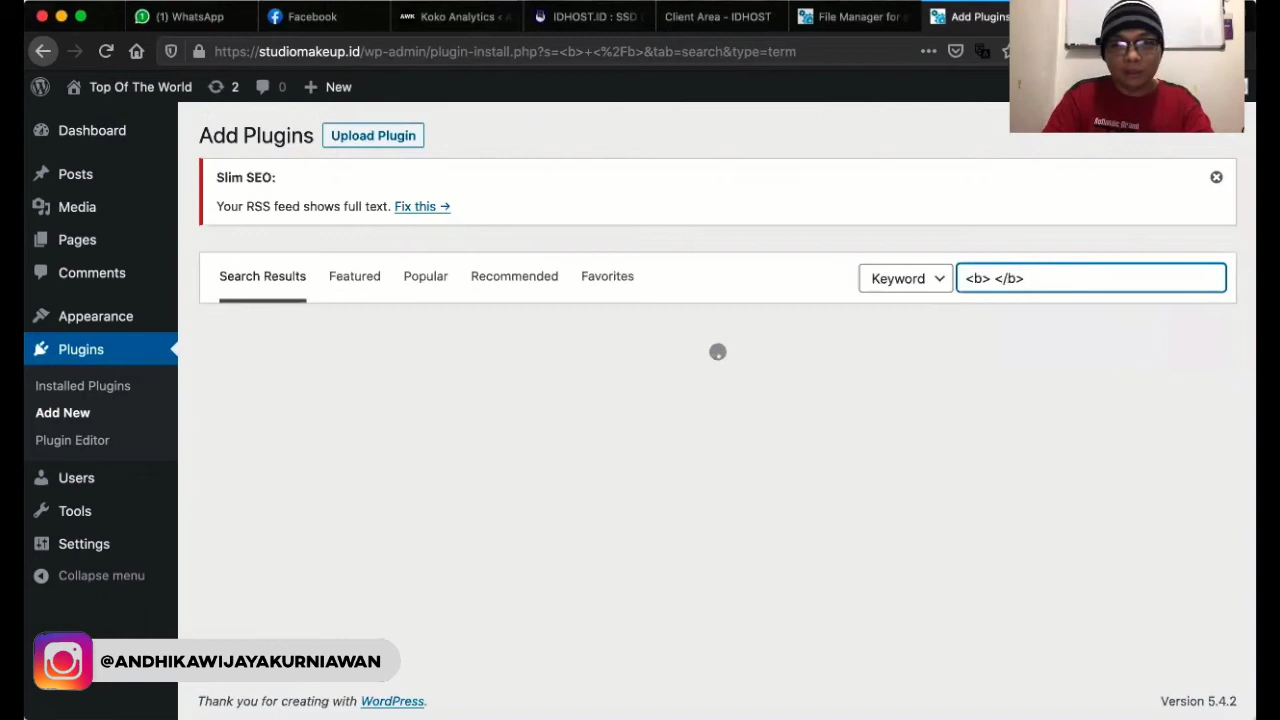 (1) WhatsApp
Facebook
AWK Koko Analytics < A
IDHOST.ID : SSD
Client Area - IDHOST
File Manager for
Add Plugins
https://studiomakeup.id/wp-admin/plugin-install.php?s=<b>+<%2Fb>&tab=search&type=term
Top Of The World
2
0
New
Dashboard
Posts
Media
Pages
Comments
Appearance
Plugins
Installed Plugins
Add New
Plugin Editor
Users
Tools
Settings
Collapse menu
Add Plugins
Upload Plugin
Slim SEO:
Your RSS feed shows full text. Fix this →
Search Results
Featured
Popular
Recommended
Favorites
Keyword
<b> </b>
@ANDHIKAWIJAYAKURNIAWAN
Thank you for creating with WordPress.
Version 5.4.2